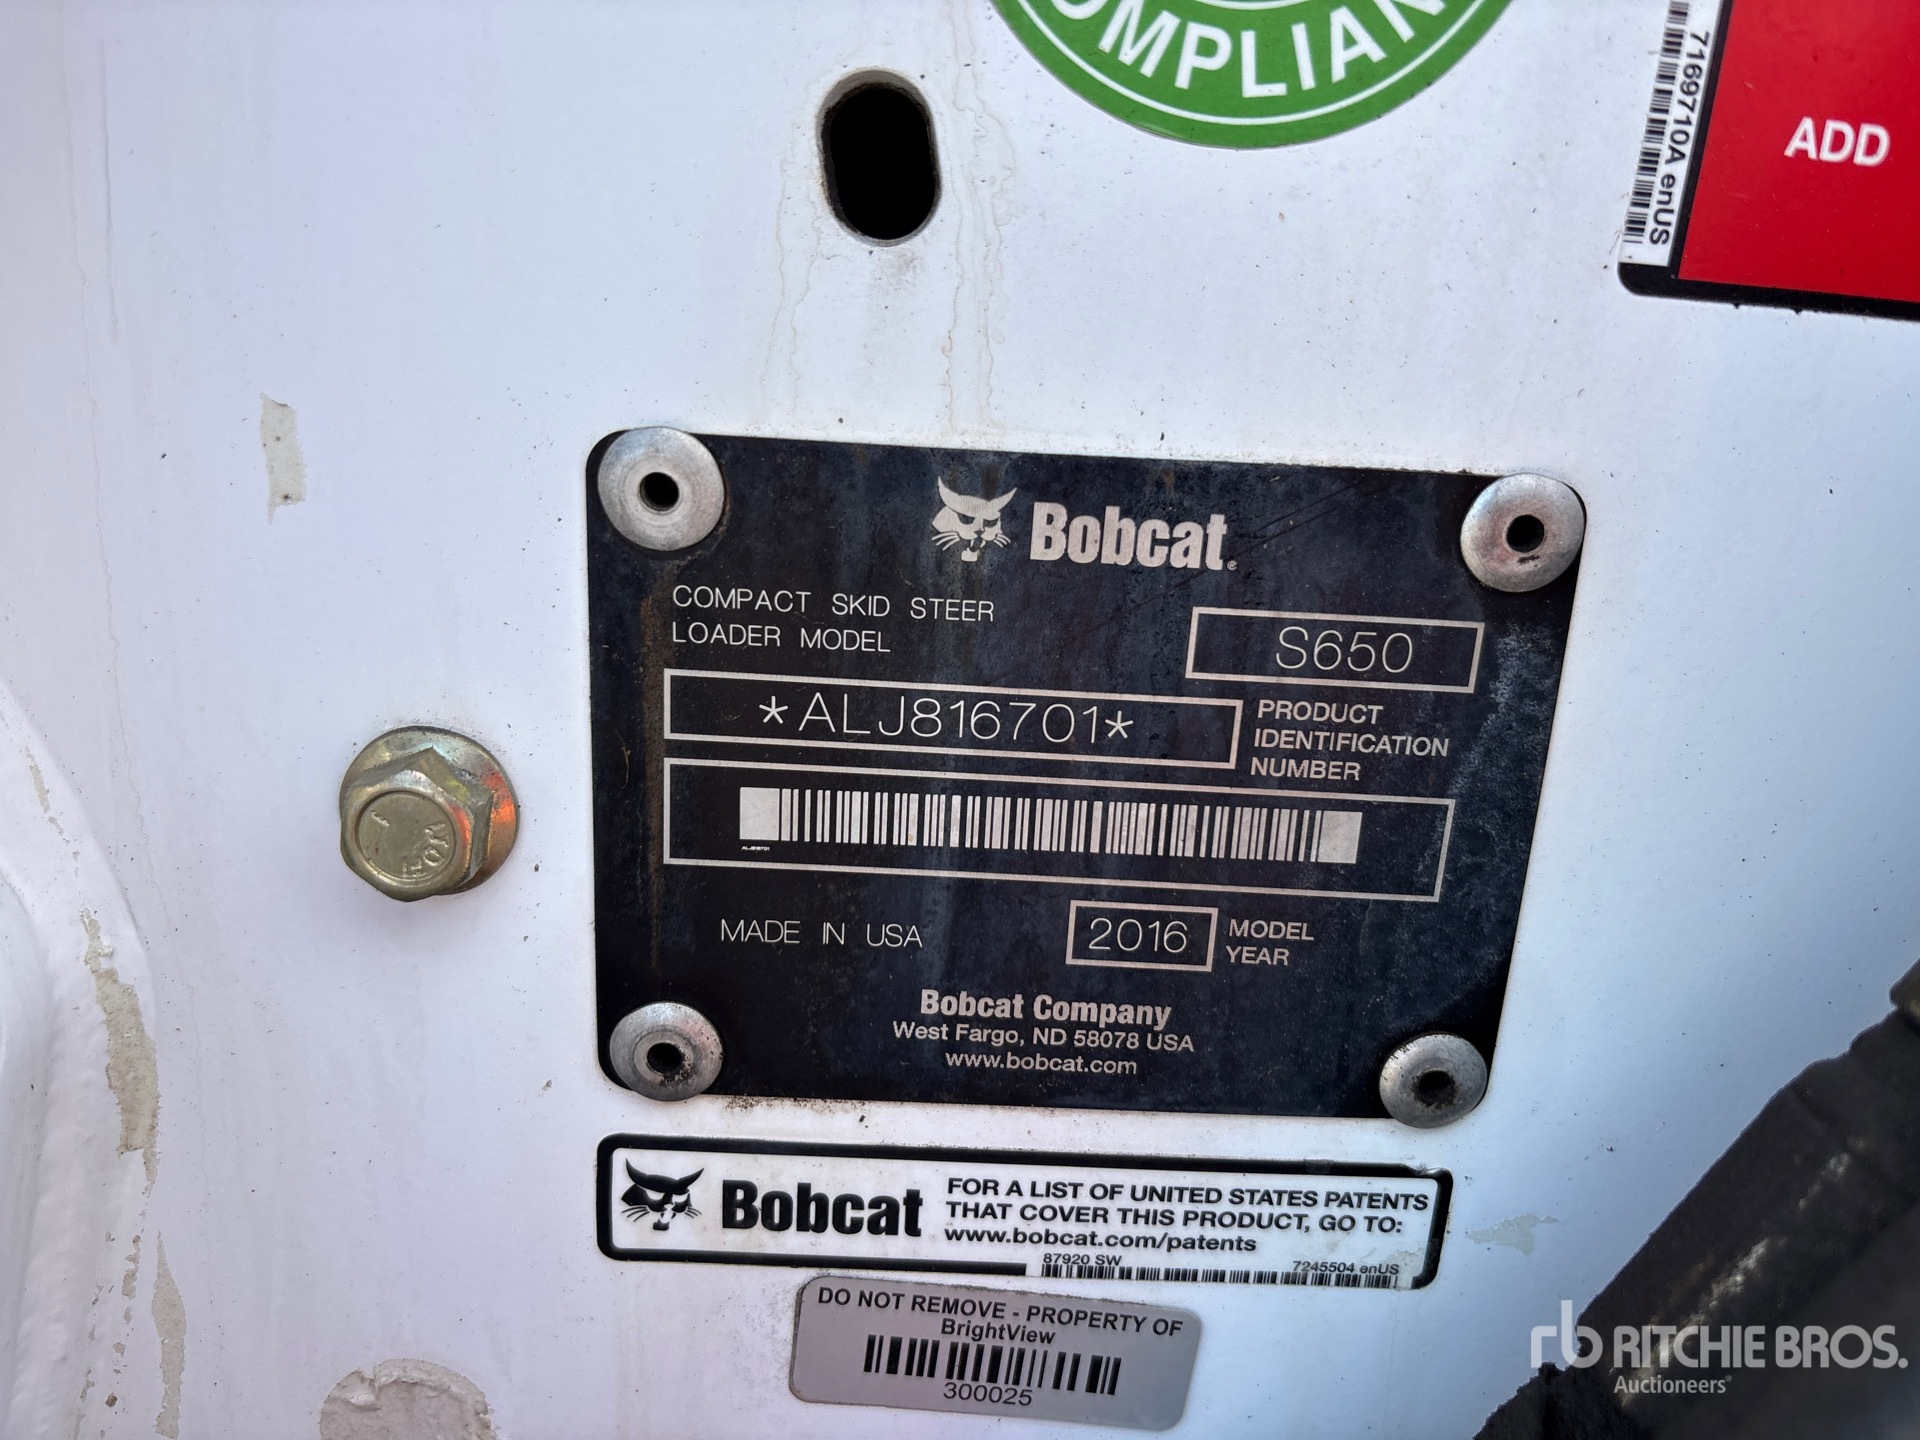 COMPLIAN
7169710A enUS
ADD
Bobcat
COMPACT SKID STEER
LOADER MODEL
S650
*ALJ816701*
PRODUCT
IDENTIFICATION
NUMBER
ALJ816701
MADE IN USA
2016
MODEL
YEAR
Bobcat Company
West Fargo, ND 58078 USA
www.bobcat.com
Bobcat
FOR A LIST OF UNITED STATES PATENTS
THAT COVER THIS PRODUCT, GO TO:
www.bobcat.com/patents
87920 SW
7245504 enUS
DO NOT REMOVE - PROPERTY OF
BrightView
300025
rb RITCHIE BROS.
Auctioneers